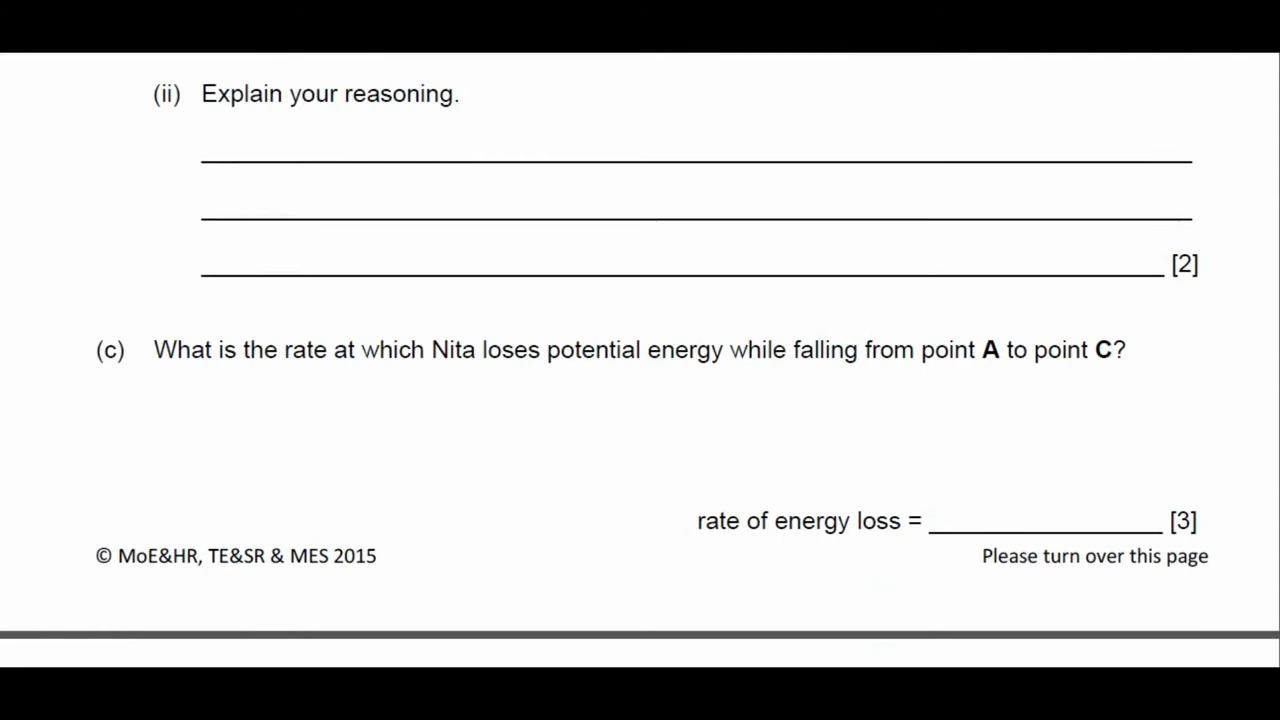 (ii) Explain your reasoning.
[2]
(c) What is the rate at which Nita loses potential energy while falling from point A to point C?
rate of energy loss = ____________________ [3]
© MoE&HR, TE&SR & MES 2015
Please turn over this page